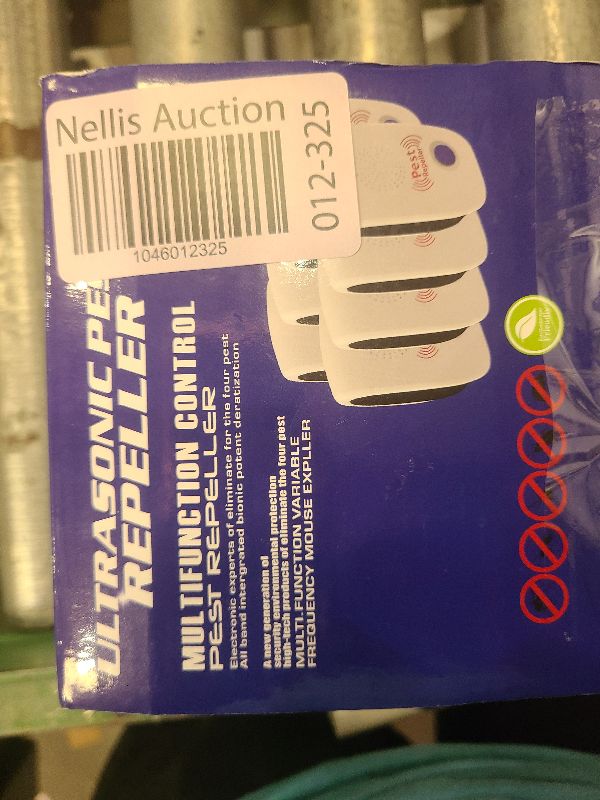 Nellis Auction
1046012325
012-325
ULTRASONIC PE
REPELLER
MULTIFUNCTION CONTROL
PEST REPELLER
Electronic experts of eliminate for the four pest
All band intergrated bionic potent deratization
A new generation of
security environmental protection
high-tech products of eliminate the four pest
MULTI.FUNCTION VARIABLE
FREQUENCY MOUSE EXPLLER
Pest
Repeller
Friendly